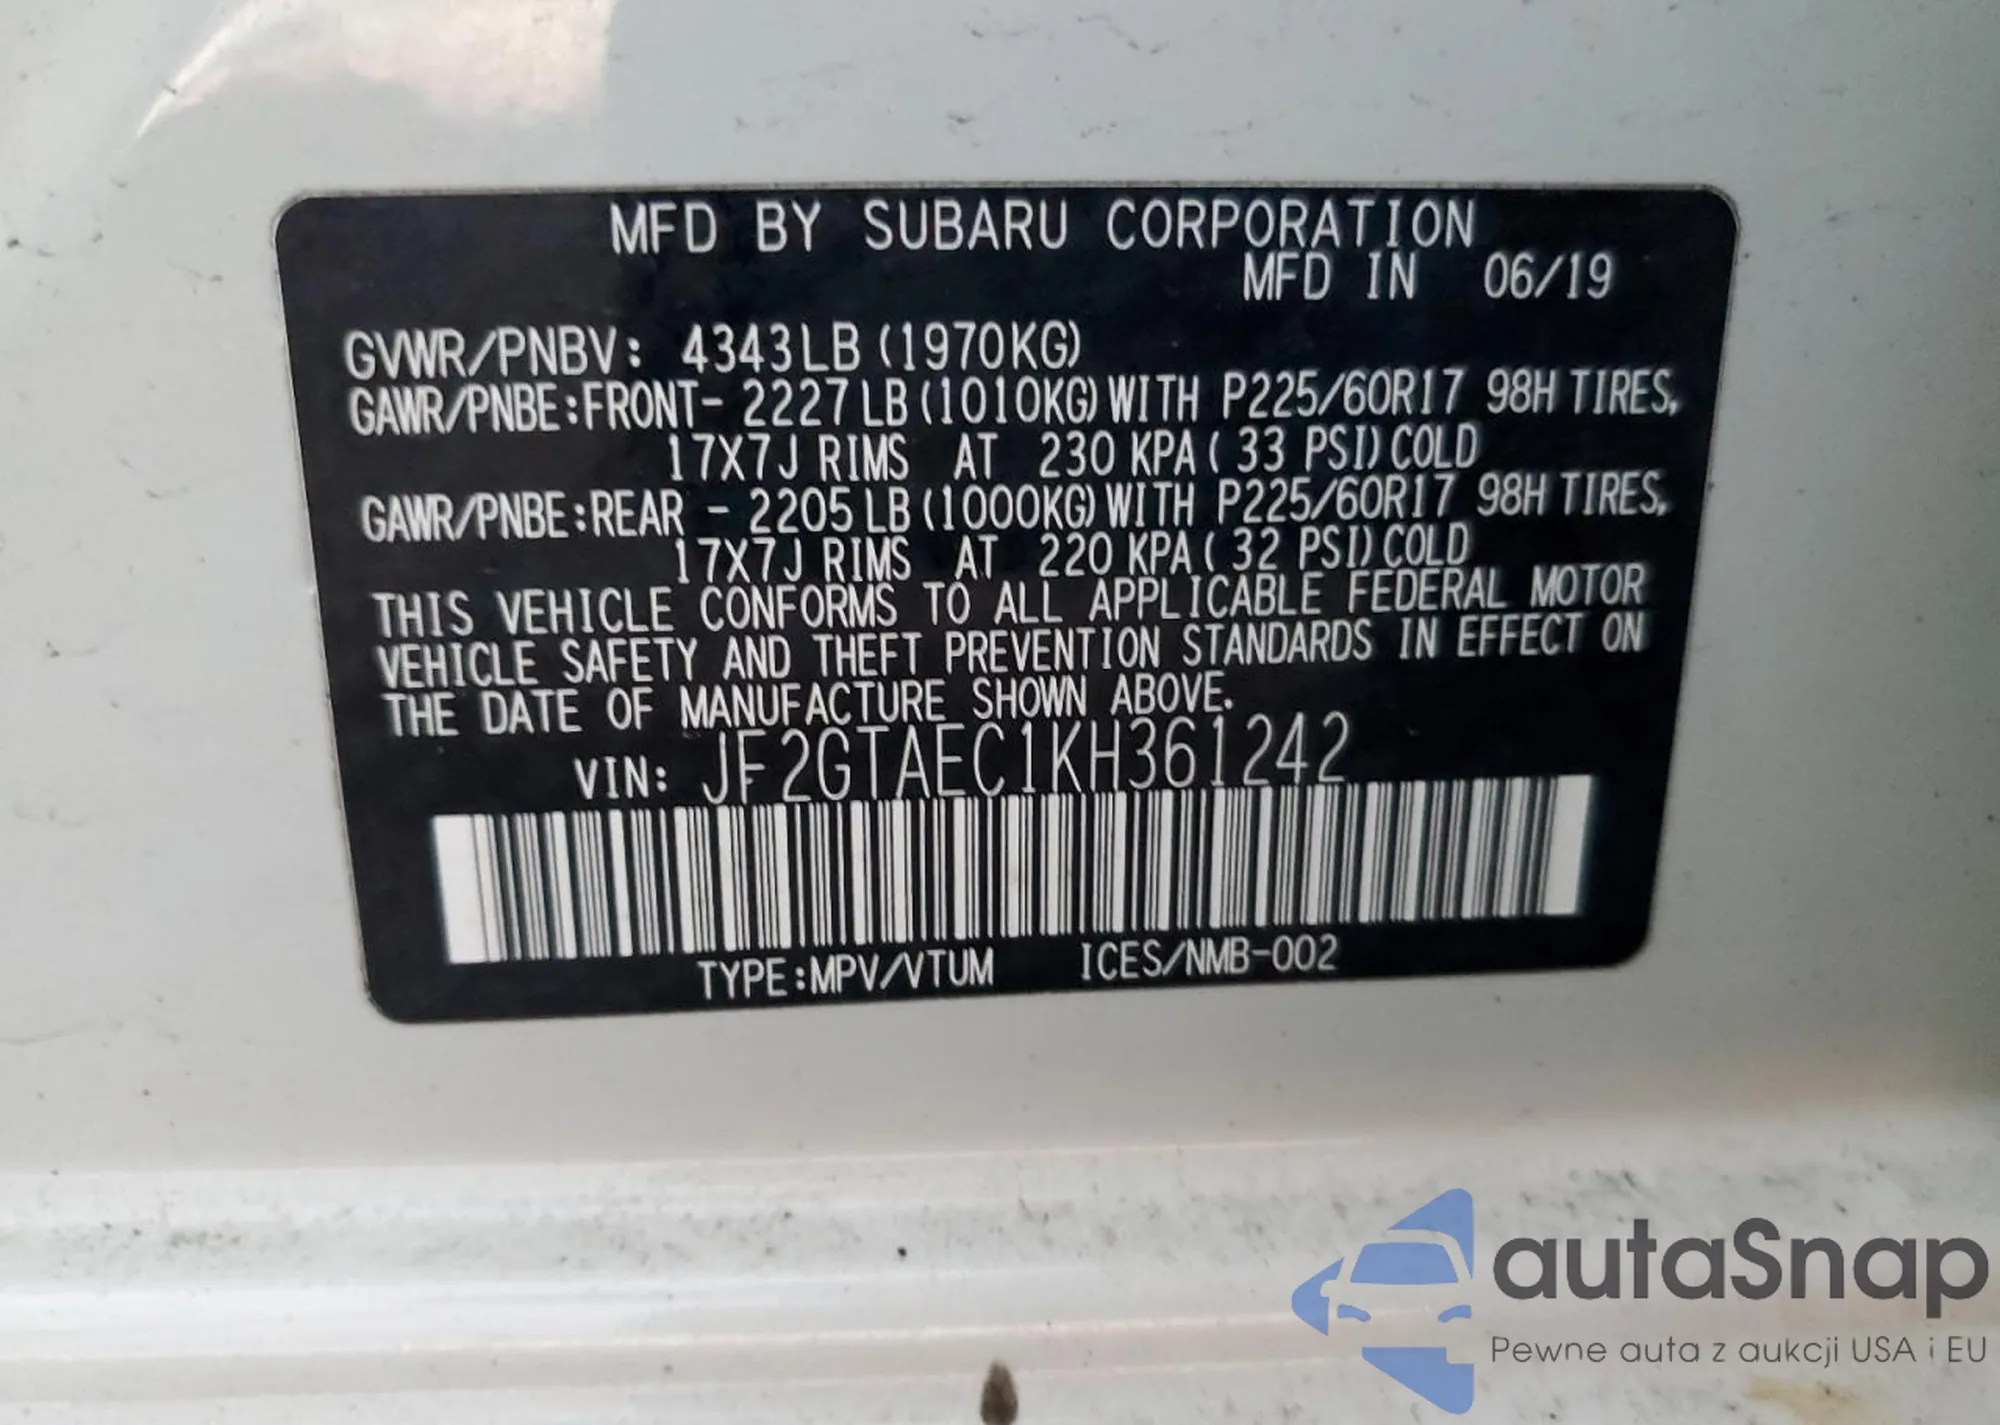 MFD BY SUBARU CORPORATION
MFD IN 06/19
GVWR/PNBV: 4343LB (1970KG)
GAWR/PNBE:FRONT- 2227LB (1010KG) WITH P225/60R17 98H TIRES,
17X7J RIMS AT 230 KPA ( 33 PSI) COLD
GAWR/PNBE:REAR - 2205LB (1000KG) WITH P225/60R17 98H TIRES,
17X7J RIMS AT 220 KPA ( 32 PSI) COLD
THIS VEHICLE CONFORMS TO ALL APPLICABLE FEDERAL MOTOR
VEHICLE SAFETY AND THEFT PREVENTION STANDARDS IN EFFECT ON
THE DATE OF MANUFACTURE SHOWN ABOVE.
VIN: JF2GTAEC1KH361242
TYPE:MPV/VTUM ICES/NMB-002
autaSnap
Pewne auta z aukcji USA i EU